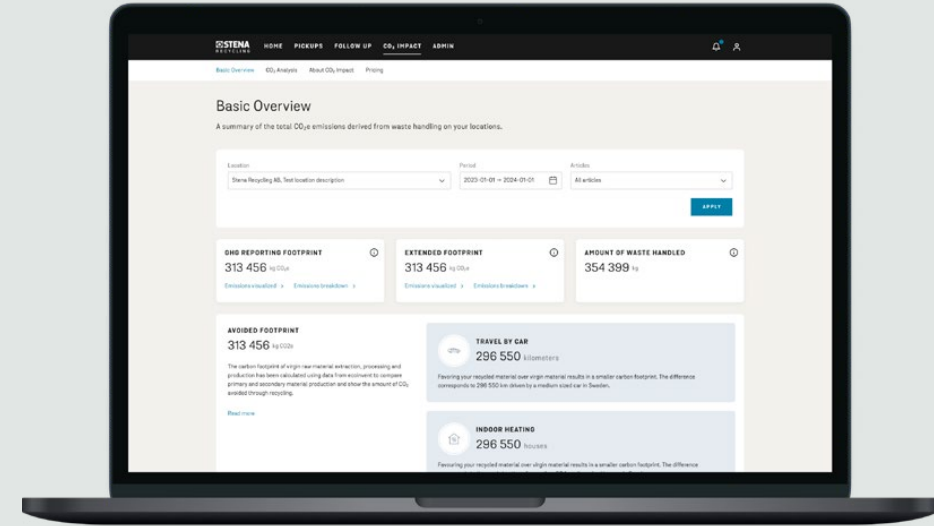 STENA
RECYCLING
HOME PICKUPS FOLLOW UP CO₂ IMPACT ADMIN
Basic Overview CO₂ Analysis About CO₂ Impact Pricing
Basic Overview
A summary of the total CO₂e emissions derived from waste handling on your locations.
Location Period Articles
Stena Recycling AB, Test location description 2023-01-01 – 2024-01-01 All articles
APPLY
GHG REPORTING FOOTPRINT EXTENDED FOOTPRINT AMOUNT OF WASTE HANDLED
313 456 kg CO₂e 313 456 kg CO₂e 354 399 kg
Emissions visualized Emissions breakdown Emissions visualized Emissions breakdown
AVOIDED FOOTPRINT
313 456 kg CO₂e
The carbon footprint of virgin raw material extraction, processing and
production has been calculated using data from ecoinvent to compare
primary and secondary material production and show the amount of CO₂
avoided through recycling.
Read more
TRAVEL BY CAR
296 550 kilometers
Favoring your recycled material over virgin material results in a smaller carbon footprint. The difference
corresponds to 296 550 km driven by a medium sized car in Sweden.
INDOOR HEATING
296 550 houses
Favouring your recycled material over virgin material results in a smaller carbon footprint. The difference